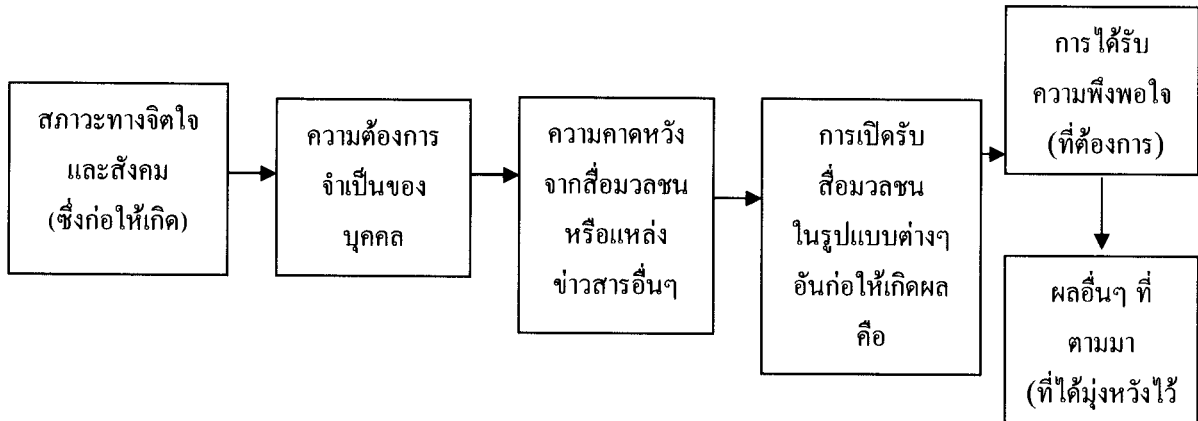 สภาวะทางจิตใจ
และสังคม
(ซึ่งก่อให้เกิด)
ความต้องการ
จำเป็นของ
บุคคล
ความคาดหวัง
จากสื่อมวลชน
หรือแหล่ง
ข่าวสารอื่นๆ
การเปิดรับ
สื่อมวลชน
ในรูปแบบต่างๆ
อันก่อให้เกิดผล
คือ
การได้รับ
ความพึงพอใจ
(ที่ต้องการ)
ผลอื่นๆ ที่
ตามมา
(ที่ได้มุ่งหวังไว้